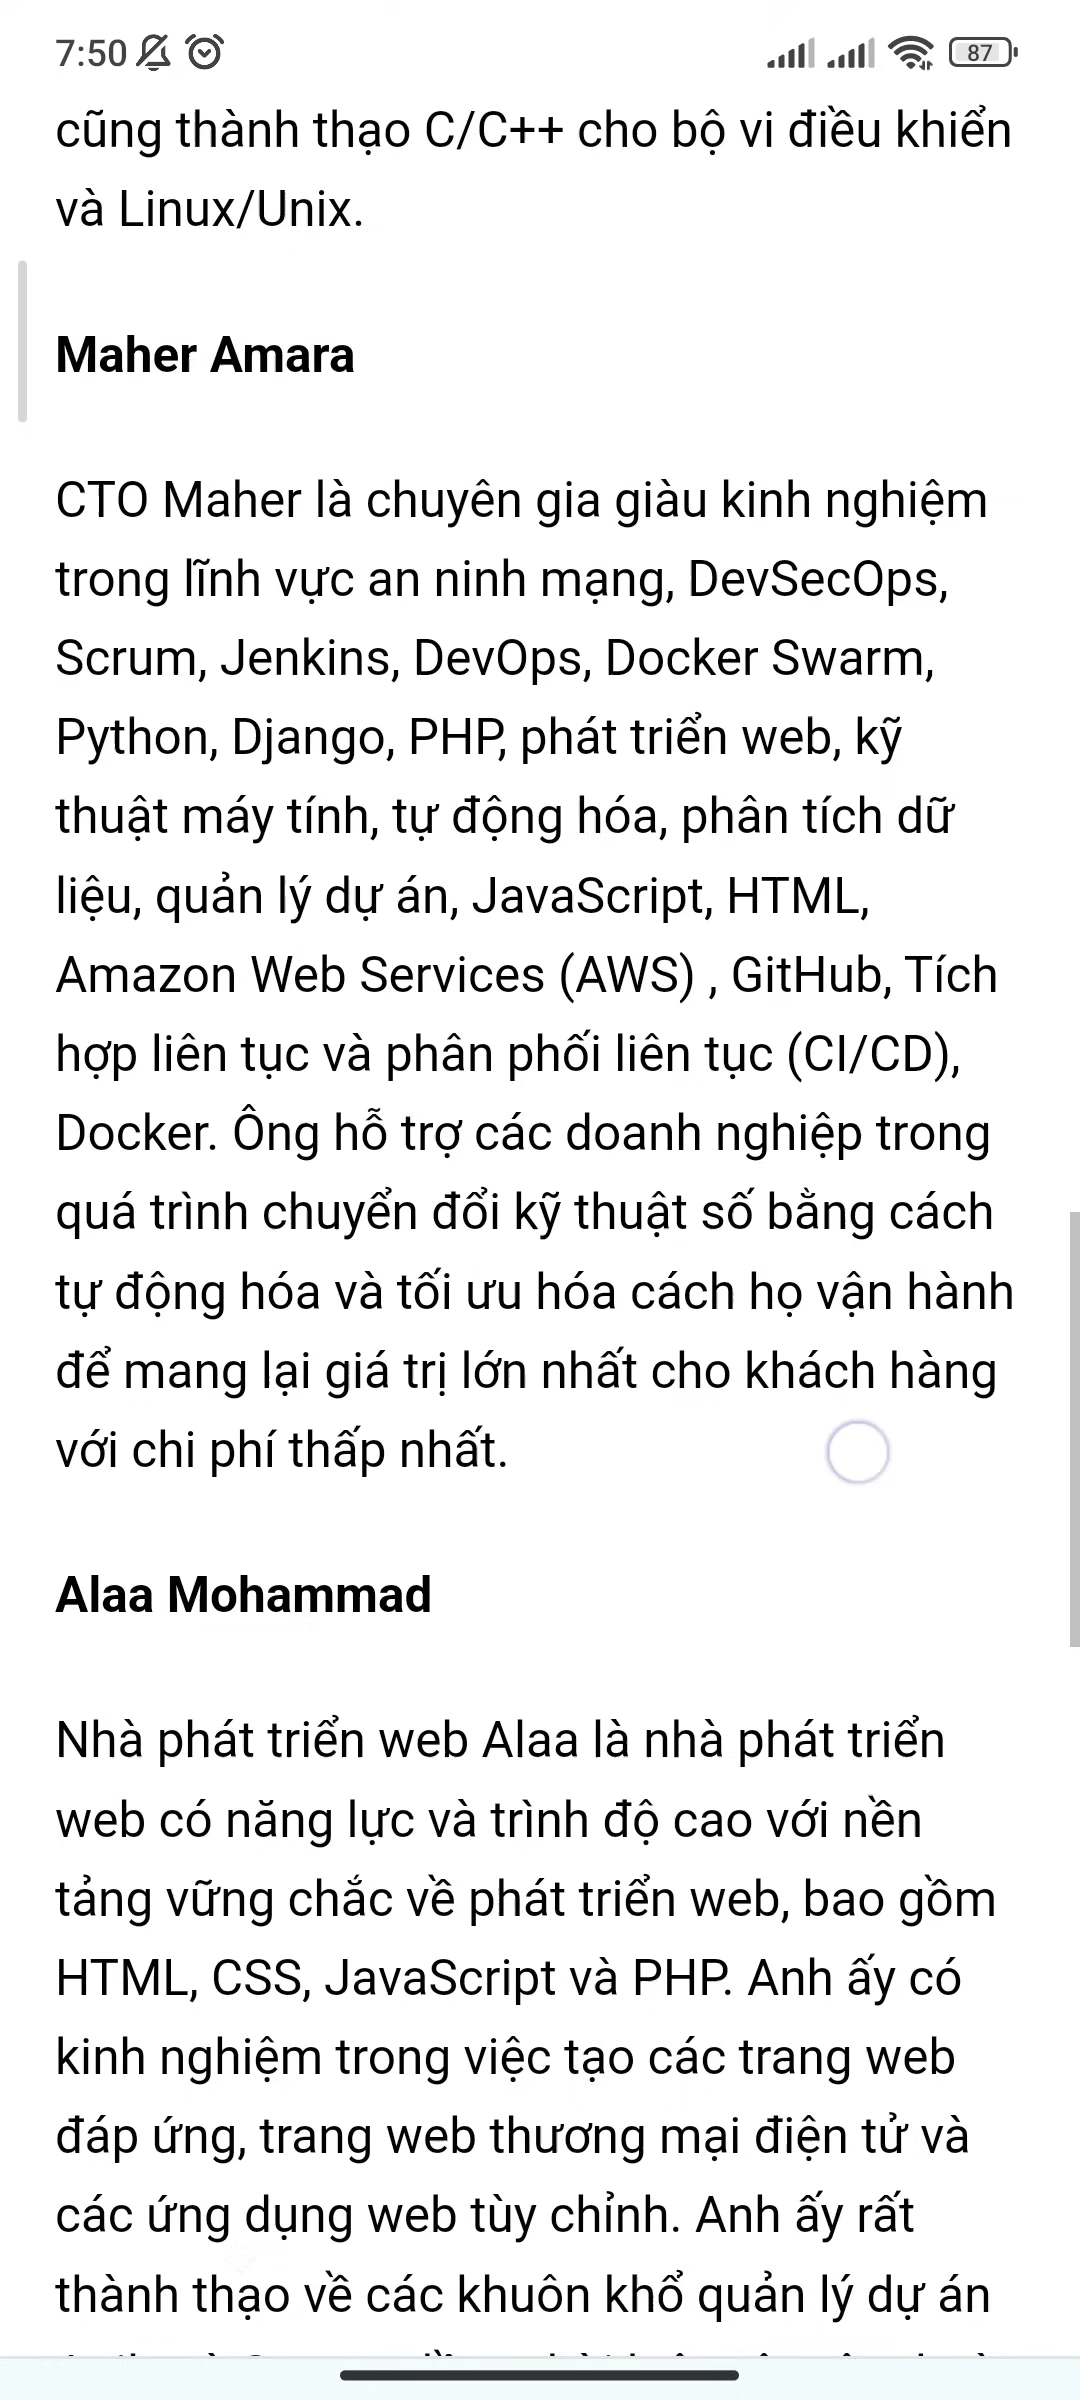 7:50
87
cũng thành thạo C/C++ cho bộ vi điều khiển
và Linux/Unix.
Maher Amara
CTO Maher là chuyên gia giàu kinh nghiệm
trong lĩnh vực an ninh mạng, DevSecOps,
Scrum, Jenkins, DevOps, Docker Swarm,
Python, Django, PHP, phát triển web, kỹ
thuật máy tính, tự động hóa, phân tích dữ
liệu, quản lý dự án, JavaScript, HTML,
Amazon Web Services (AWS) , GitHub, Tích
hợp liên tục và phân phối liên tục (CI/CD),
Docker. Ông hỗ trợ các doanh nghiệp trong
quá trình chuyển đổi kỹ thuật số bằng cách
tự động hóa và tối ưu hóa cách họ vận hành
để mang lại giá trị lớn nhất cho khách hàng
với chi phí thấp nhất.
Alaa Mohammad
Nhà phát triển web Alaa là nhà phát triển
web có năng lực và trình độ cao với nền
tảng vững chắc về phát triển web, bao gồm
HTML, CSS, JavaScript và PHP. Anh ấy có
kinh nghiệm trong việc tạo các trang web
đáp ứng, trang web thương mại điện tử và
các ứng dụng web tùy chỉnh. Anh ấy rất
thành thạo về các khuôn khổ quản lý dự án